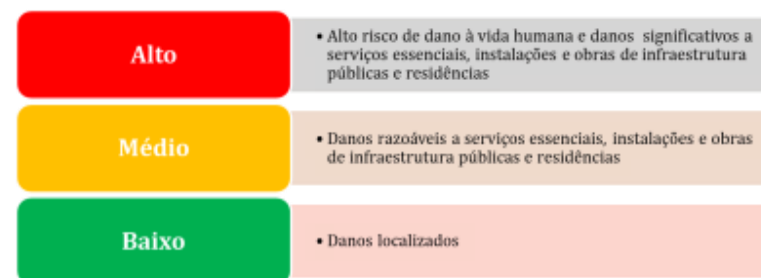 Alto
• Alto risco de dano à vida humana e danos significativos a
serviços essenciais, instalações e obras de infraestrutura
públicas e residências
Médio
• Danos razoáveis a serviços essenciais, instalações e obras
de infraestrutura públicas e residências
Baixo
• Danos localizados